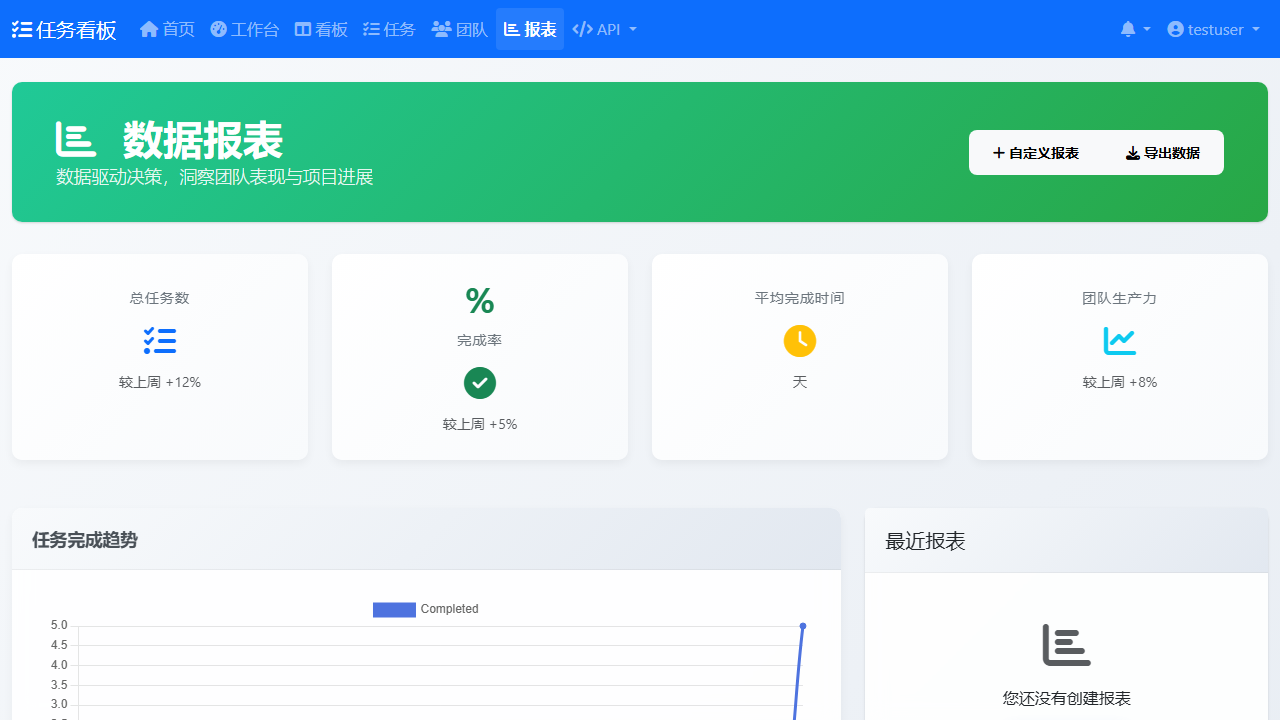 任务看板 首页 工作台 看板 任务 团队 报表 API testuser
数据报表
数据驱动决策，洞察团队表现与项目进展
自定义报表 导出数据
总任务数
较上周 +12%
%
完成率
较上周 +5%
平均完成时间
天
团队生产力
较上周 +8%
任务完成趋势
Completed
5.0
4.5
4.0
3.5
3.0
最近报表
您还没有创建报表